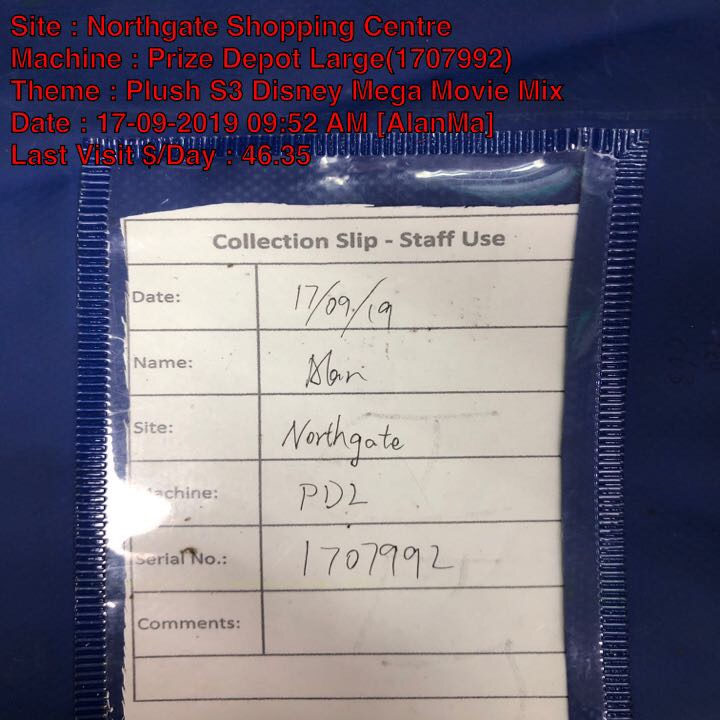 Site : Northgate Shopping Centre
Machine : Prize Depot Large(1707992)
Theme : Plush S3 Disney Mega Movie Mix
Date : 17-09-2019 09:52 AM [AlanMa]
Last Visit $/Day : 46.35
Collection Slip - Staff Use
Date: 17/09/19
Name: Alan
Site: Northgate
Machine: PDL
Serial No.: 1707992
Comments: